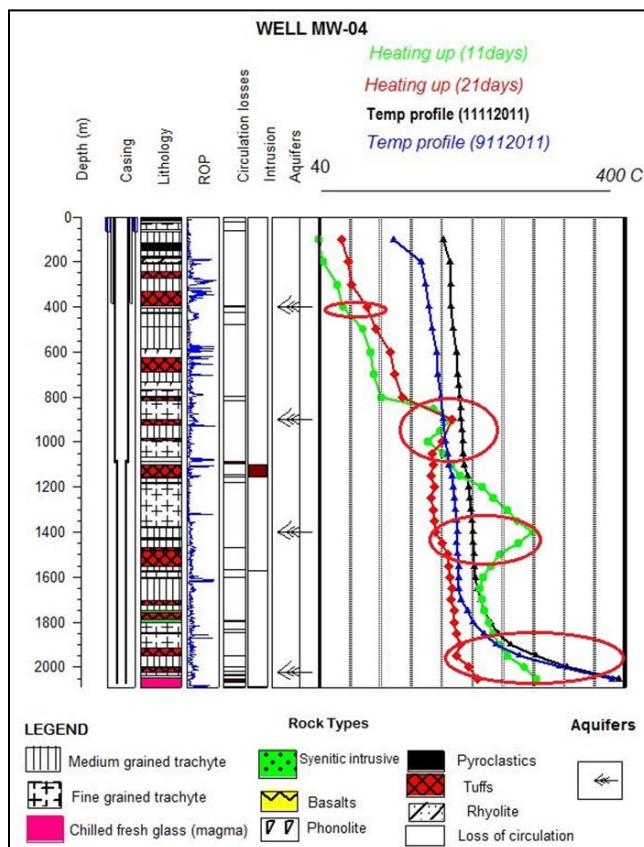 WELL MW-04
Heating up (11days)
Heating up (21days)
Temp profile (11112011)
Temp profile (9112011)
Depth (m)
Casing
Lithology
ROP
Circulation losses
Intrusion
Aquifers
40
400 C
0
200
400
600
800
1000
1200
1400
1600
1800
2000
LEGEND
Rock Types
Aquifers
Medium grained trachyte
Syenitic intrusive
Pyroclastics
Fine grained trachyte
Basalts
Tuffs
Chilled fresh glass (magma)
Phonolite
Rhyolite
Loss of circulation